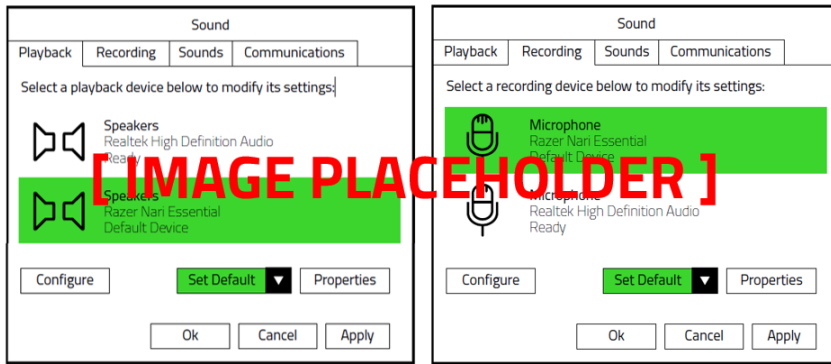 Sound
Playback Recording Sounds Communications
Select a playback device below to modify its settings:
Speakers
Realtek High Definition Audio
Ready
Speakers
Razer Nari Essential
Default Device
Configure Set Default Properties
Ok Cancel Apply
Sound
Playback Recording Sounds Communications
Select a recording device below to modify its settings:
Microphone
Razer Nari Essential
Default Device
Microphone
Realtek High Definition Audio
Ready
Configure Set Default Properties
Ok Cancel Apply
[ IMAGE PLACEHOLDER ]